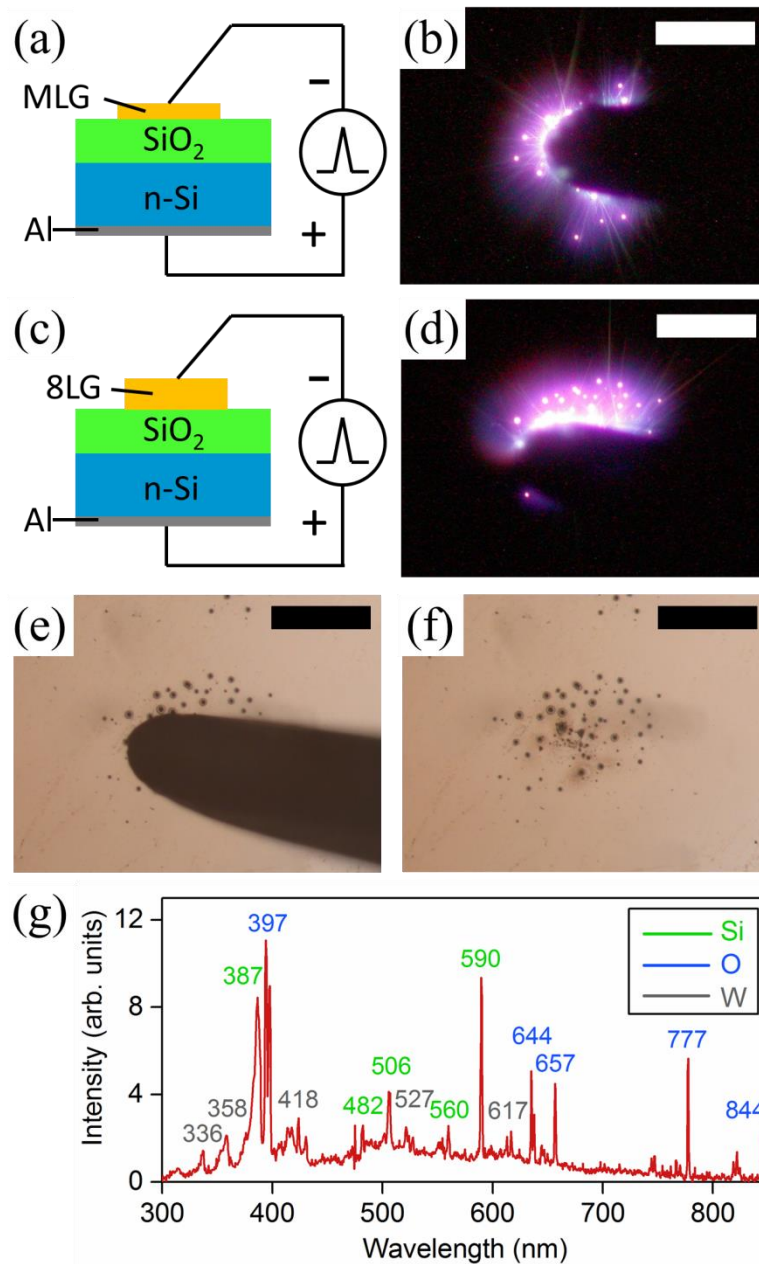 (a)
MLG
SiO2
n-Si
Al
−
+
(b)
(c)
8LG
SiO2
n-Si
Al
−
+
(d)
(e)
(f)
(g)
Intensity (arb. units)
12
8
4
0
336
358
387
397
418
482
506
527
560
590
617
644
657
777
844
Si
O
W
300 400 500 600 700 800
Wavelength (nm)